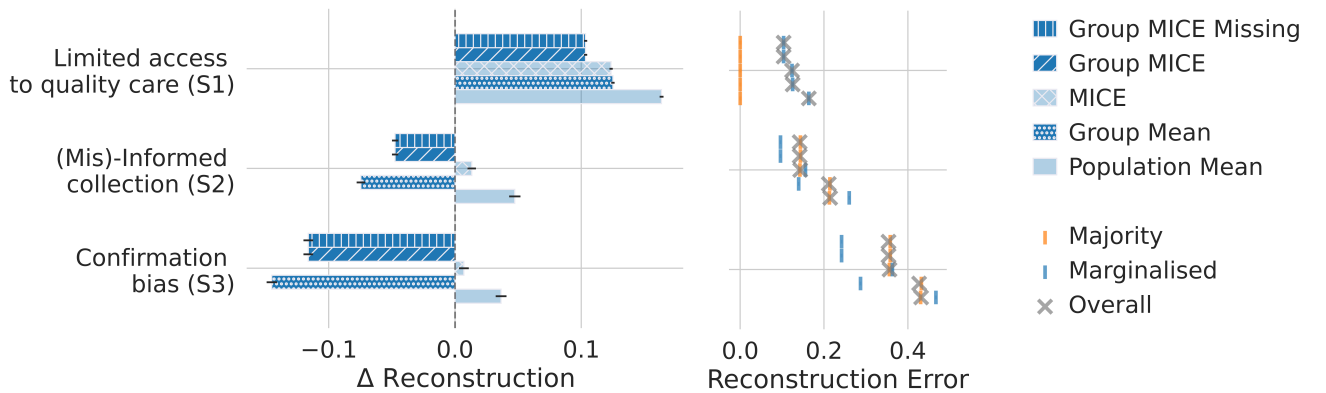 Limited access
to quality care (S1)
(Mis)-Informed
collection (S2)
Confirmation
bias (S3)
−0.1
0.0
0.1
Δ Reconstruction
0.0
0.2
0.4
Reconstruction Error
Group MICE Missing
Group MICE
MICE
Group Mean
Population Mean
Majority
Marginalised
Overall